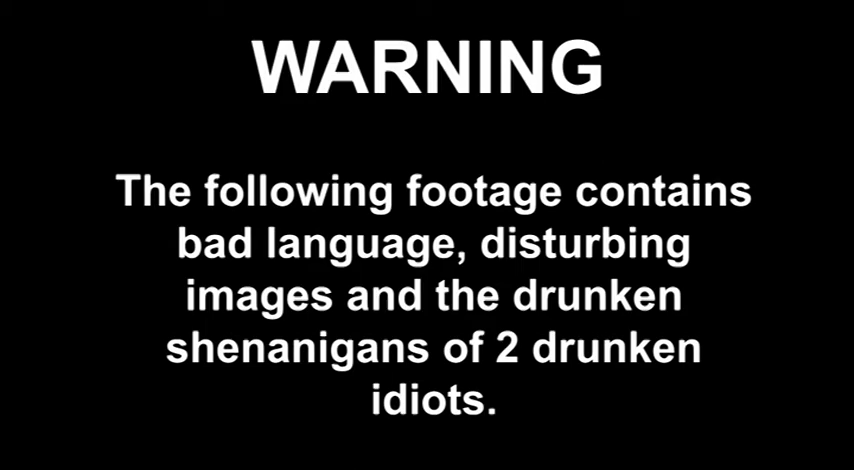 WARNING
The following footage contains
bad language, disturbing
images and the drunken
shenanigans of 2 drunken
idiots.